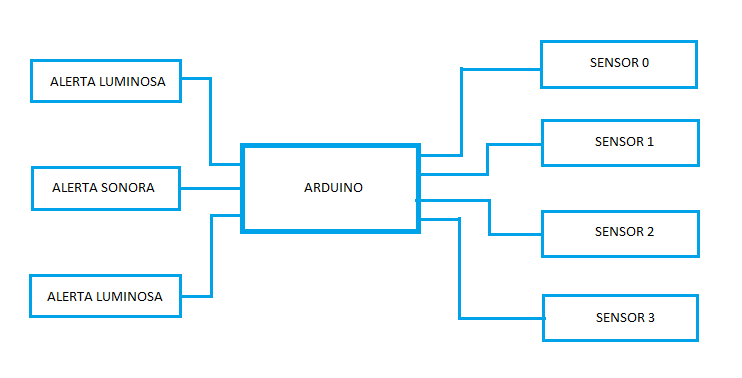 ALERTA LUMINOSA
ALERTA SONORA
ALERTA LUMINOSA
ARDUINO
SENSOR 0
SENSOR 1
SENSOR 2
SENSOR 3